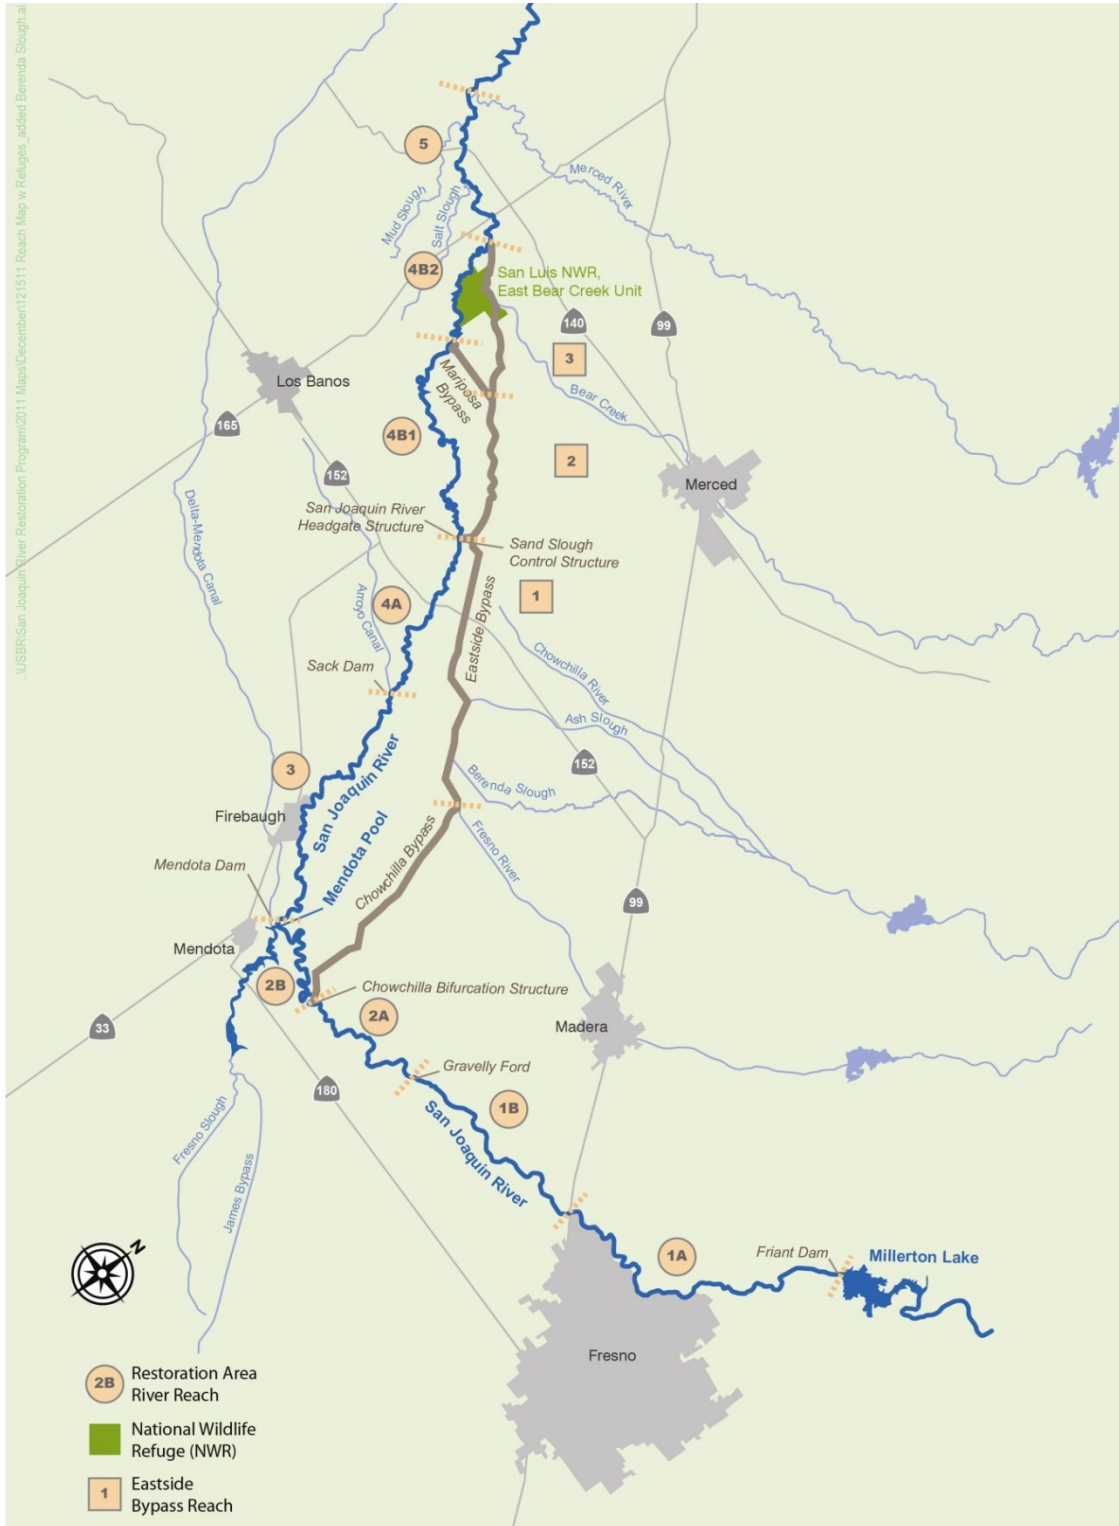 ..\USBR\San Joaquin River Restoration Program\2011 Maps\December\121511 Reach Map w Refuges_added Berenda Slough al
5
Merced River
Mud Slough
Salt Slough
4B2
San Luis NWR,
East Bear Creek Unit
140
99
3
Mariposa
Bypass
Los Banos
Bear Creek
165
4B1
2
152
Merced
Delta-Mendota Canal
San Joaquin River
Headgate Structure
Sand Slough
Control Structure
1
4A
Arroyo Canal
Eastside Bypass
Chowchilla River
Sack Dam
Ash Slough
3
San Joaquin River
152
Berenda Slough
Firebaugh
Mendota Pool
Chowchilla Bypass
Fresno River
Mendota Dam
99
Mendota
2B
Chowchilla Bifurcation Structure
2A
33
Madera
Gravelly Ford
180
1B
San Joaquin River
Fresno Slough
James Bypass
N
1A
Friant Dam
Millerton Lake
Fresno
2B
Restoration Area
River Reach
National Wildlife
Refuge (NWR)
1
Eastside
Bypass Reach